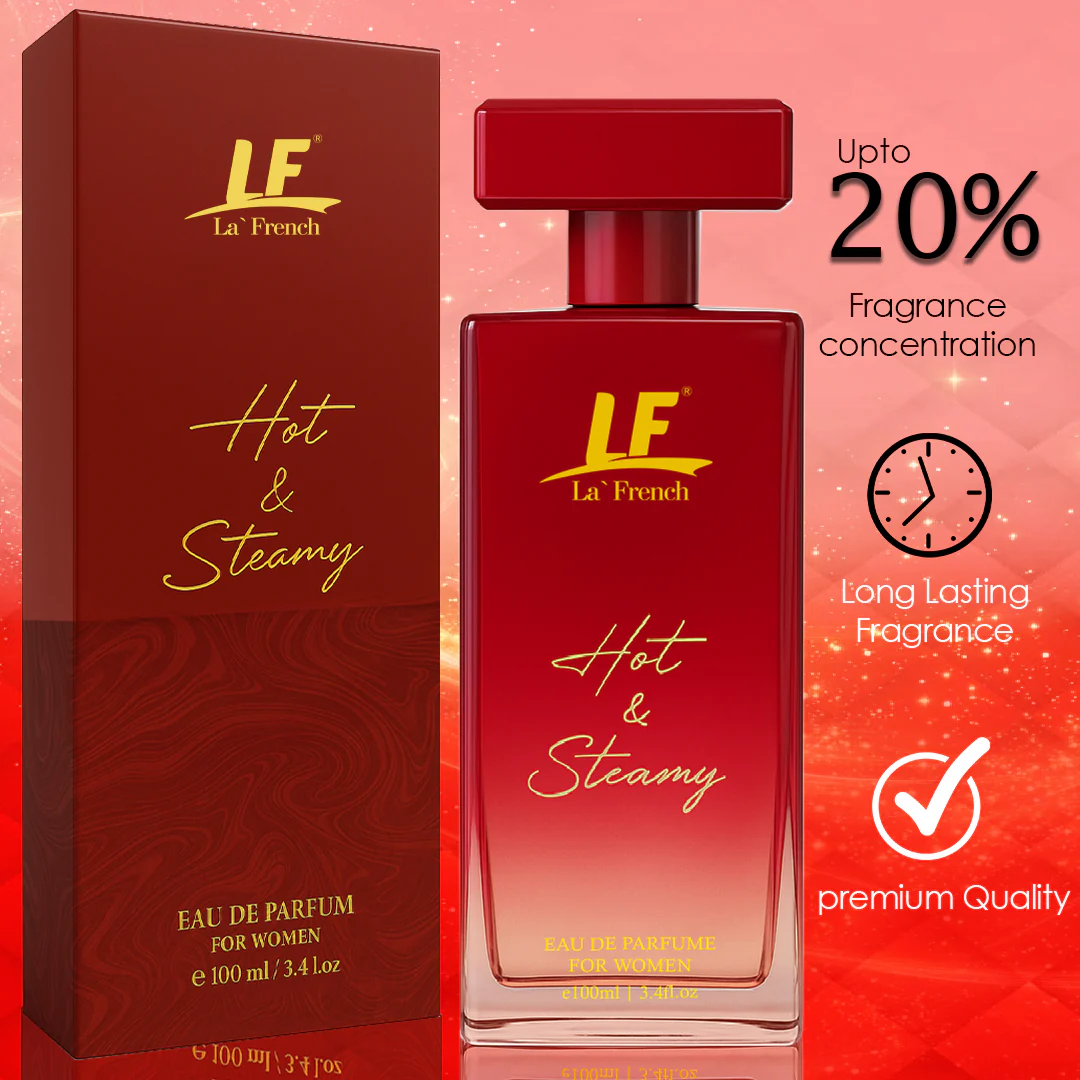 LF®
La` French
Hot
&
Steamy
EAU DE PARFUM
FOR WOMEN
e 100 ml / 3.4 l.oz
LF®
La` French
Hot
&
Steamy
EAU DE PARFUME
FOR WOMEN
e100ml | 3.4fl.oz
Upto
20%
Fragrance
concentration
Long Lasting
Fragrance
premium Quality